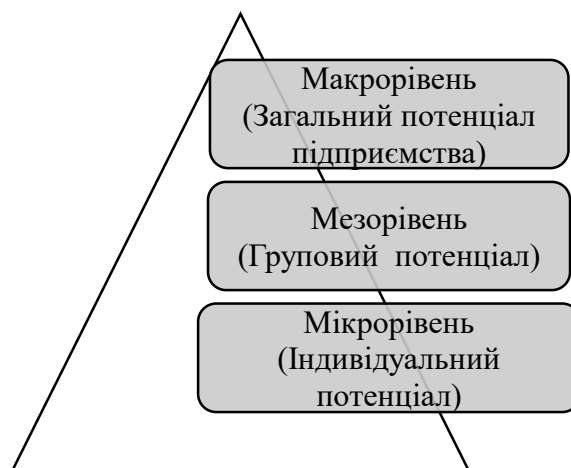 Макрорівень
(Загальний потенціал
підприємства)
Мезорівень
(Груповий потенціал)
Мікрорівень
(Індивідуальний
потенціал)